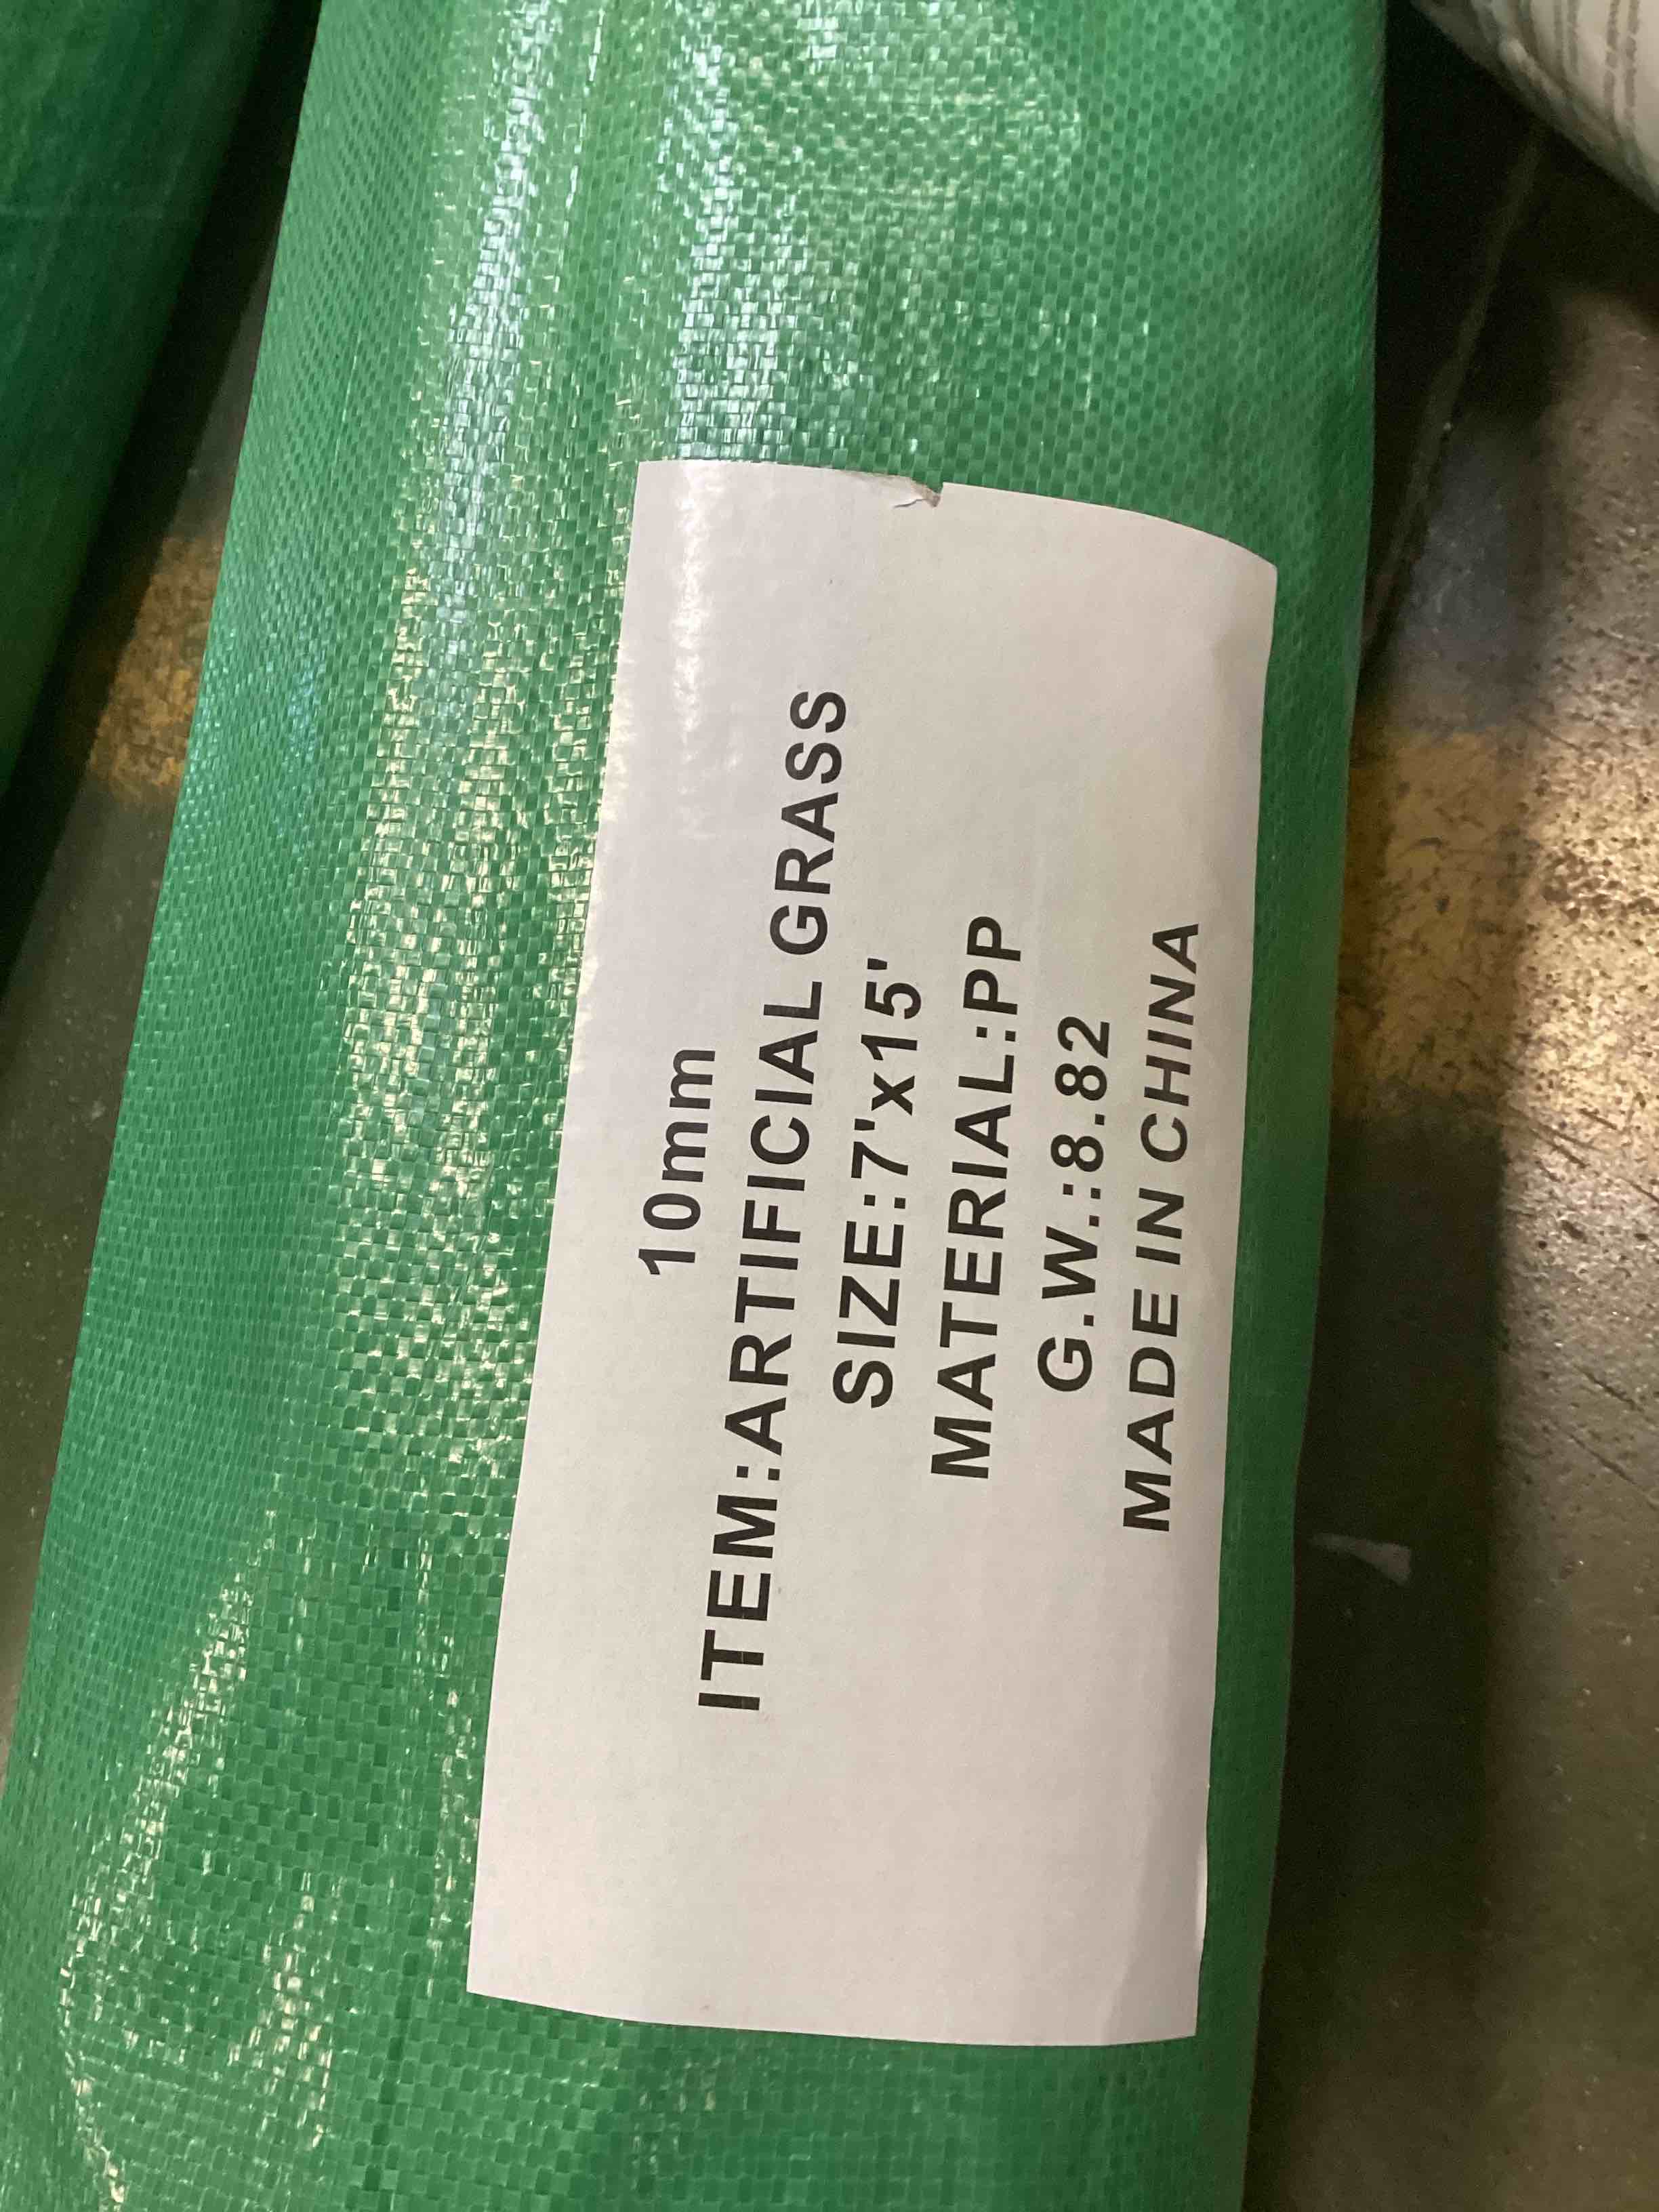 10mm
ITEM:ARTIFICIAL GRASS
SIZE:7'x15'
MATERIAL:PP
G.W.:8.82
MADE IN CHINA